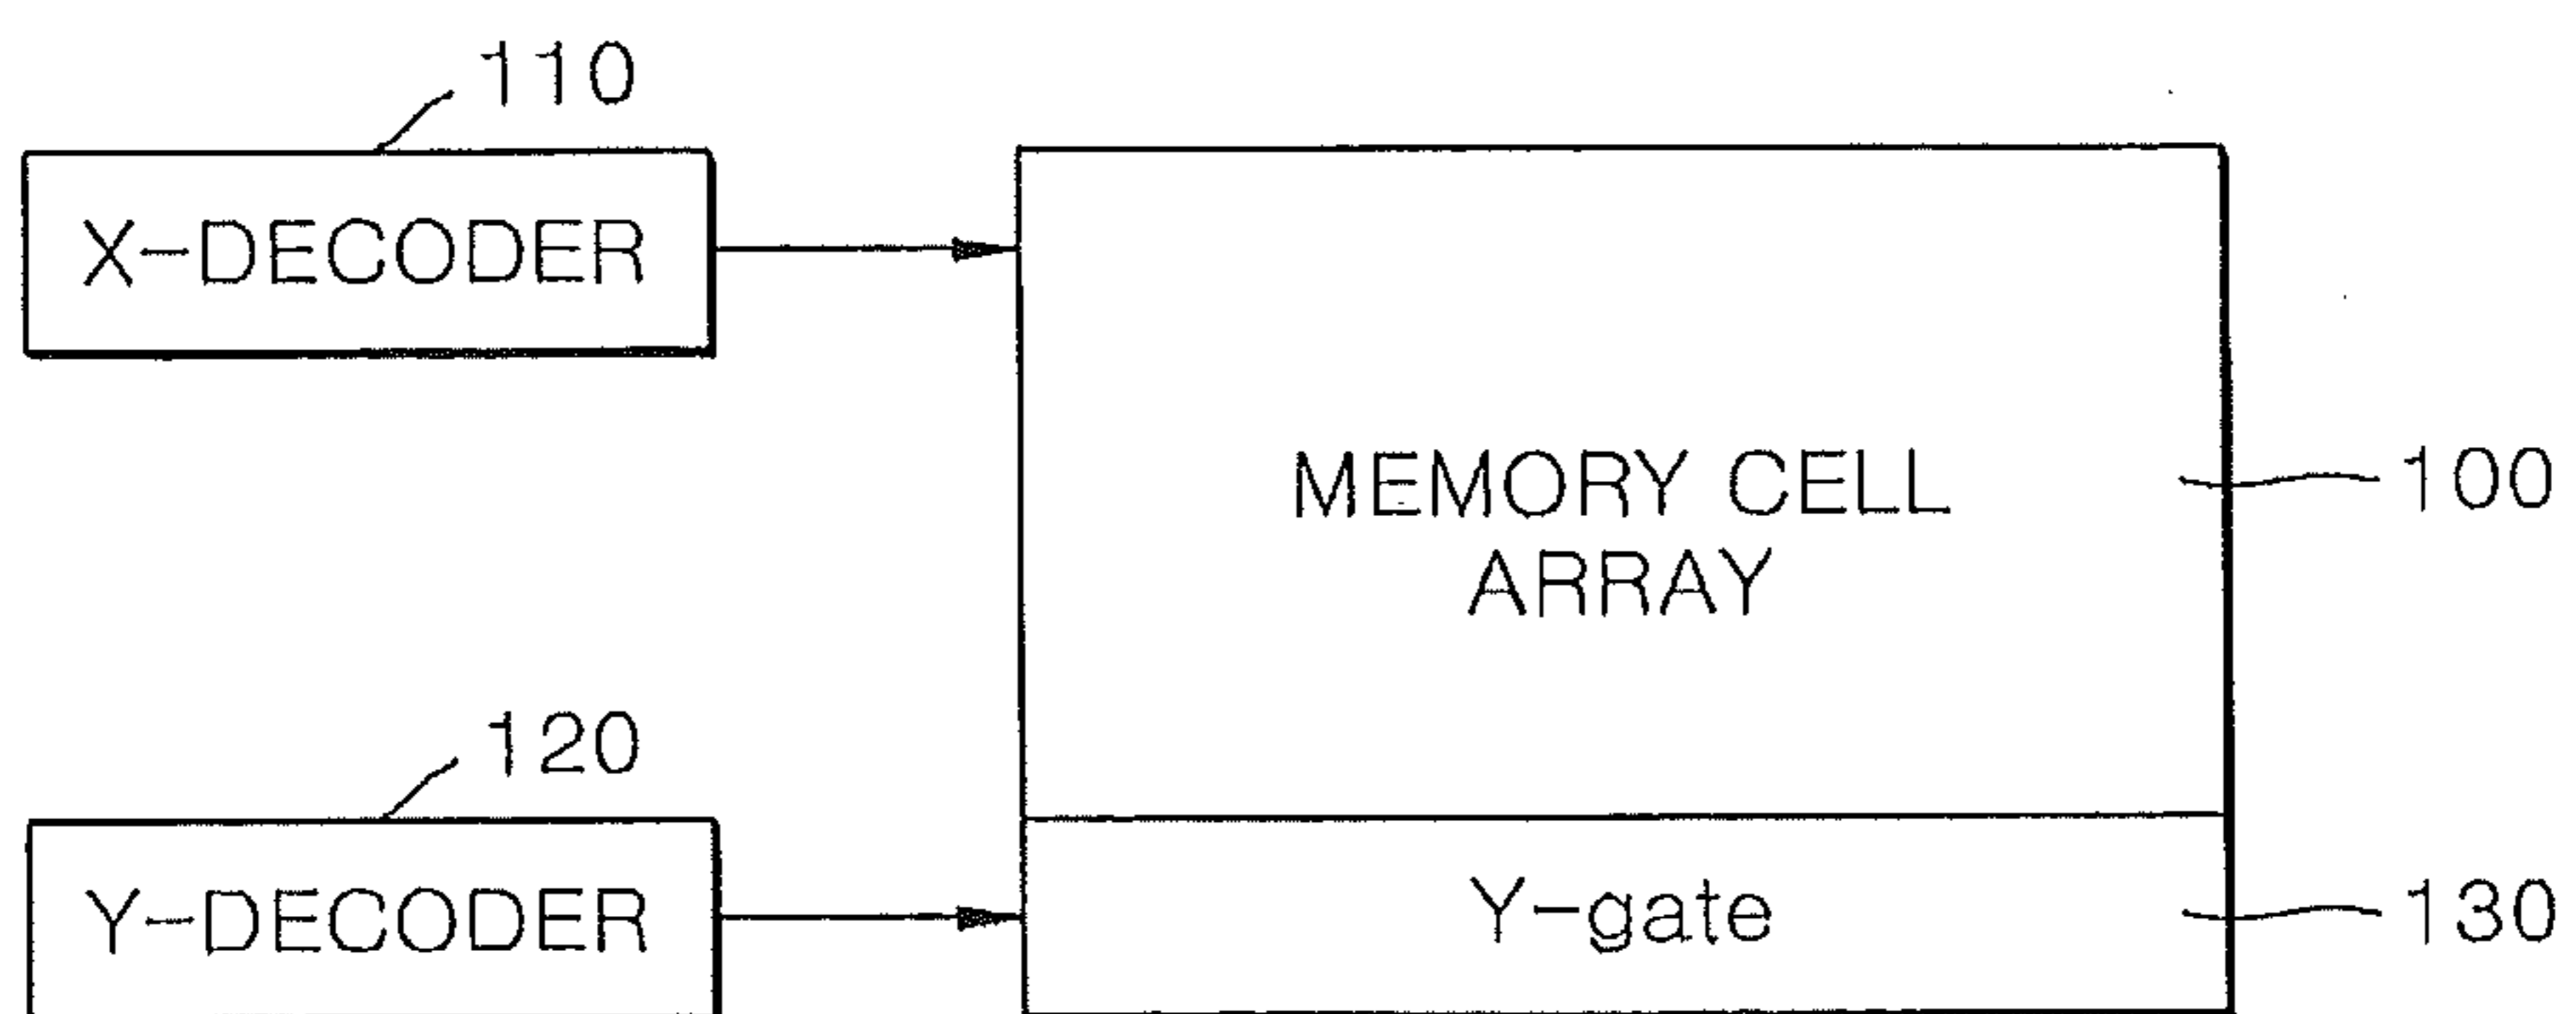 110
X-DECODER
MEMORY CELL
ARRAY
100
120
Y-DECODER
Y-gate
130